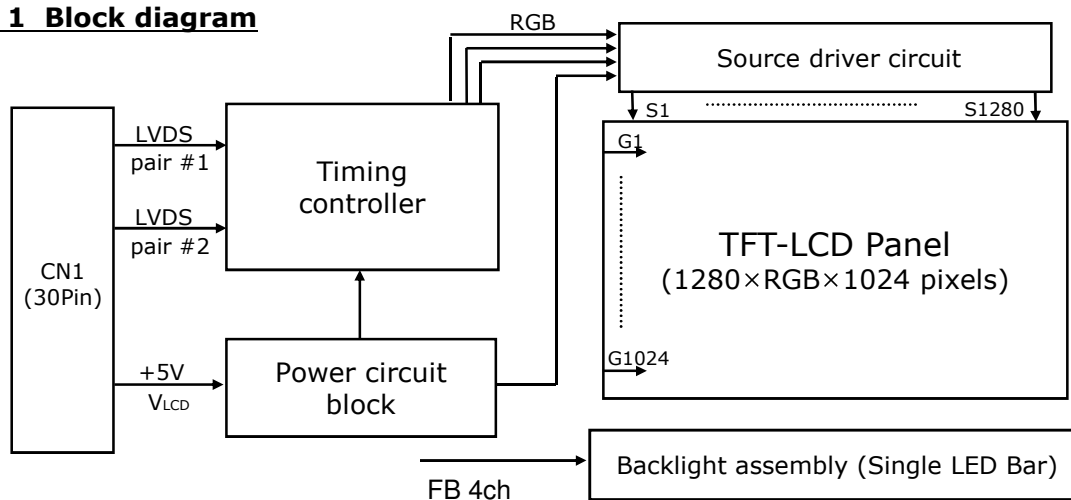 1 Block diagram
RGB
Source driver circuit
S1
S1280
CN1
(30Pin)
LVDS
pair #1
LVDS
pair #2
+5V
VLCD
Timing
controller
Power circuit
block
G1
G1024
TFT-LCD Panel
(1280×RGB×1024 pixels)
FB 4ch
Backlight assembly (Single LED Bar)